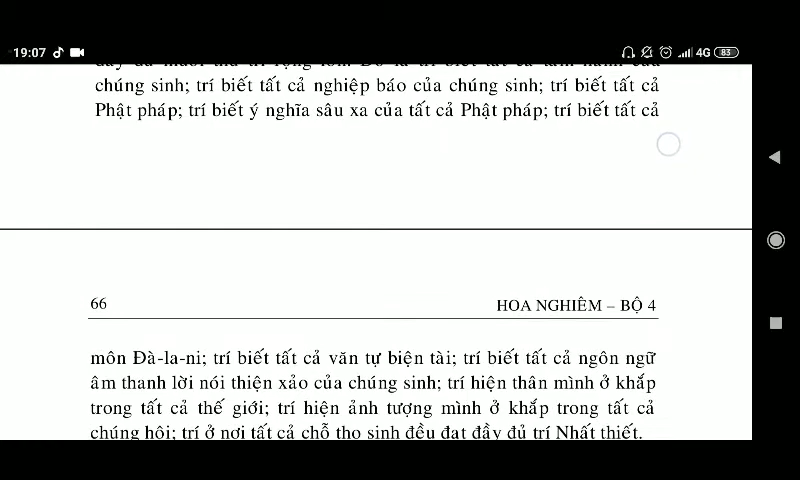 19:07
4G 83
chúng sinh; trí biết tất cả nghiệp báo của chúng sinh; trí biết tất cả
Phật pháp; trí biết ý nghĩa sâu xa của tất cả Phật pháp; trí biết tất cả
66
HOA NGHIÊM – BỘ 4
môn Đà-la-ni; trí biết tất cả văn tự biện tài; trí biết tất cả ngôn ngữ
âm thanh lời nói thiện xảo của chúng sinh; trí hiện thân mình ở khắp
trong tất cả thế giới; trí hiện ảnh tượng mình ở khắp trong tất cả
chúng hội; trí ở nơi tất cả chỗ thọ sinh đều đạt đầy đủ trí Nhất thiết.